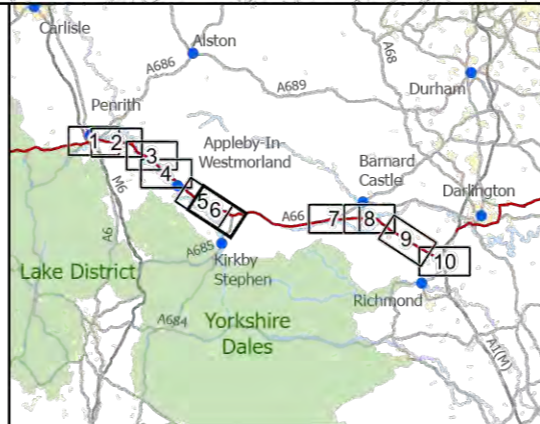 Carlisle
Alston
A68
A686
A689
Durham
Penrith
1
2
3
4
5
6
Appleby-In
Westmorland
Barnard
Castle
Darlington
M6
A66
7
8
9
10
A6
A685
Kirkby
Stephen
Lake District
Richmond
A684
Yorkshire
Dales
A1(M)